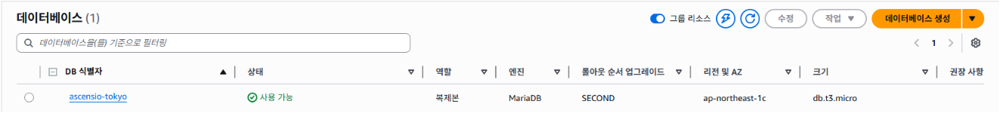 데이터베이스 (1)
그룹 리소스
수정
작업
데이터베이스 생성
데이터베이스을(를) 기준으로 필터링
1
DB 식별자 상태 역할 엔진 롤아웃 순서 업그레이드 리전 및 AZ 크기 권장 사항
ascensio-tokyo 사용 가능 복제본 MariaDB SECOND ap-northeast-1c db.t3.micro